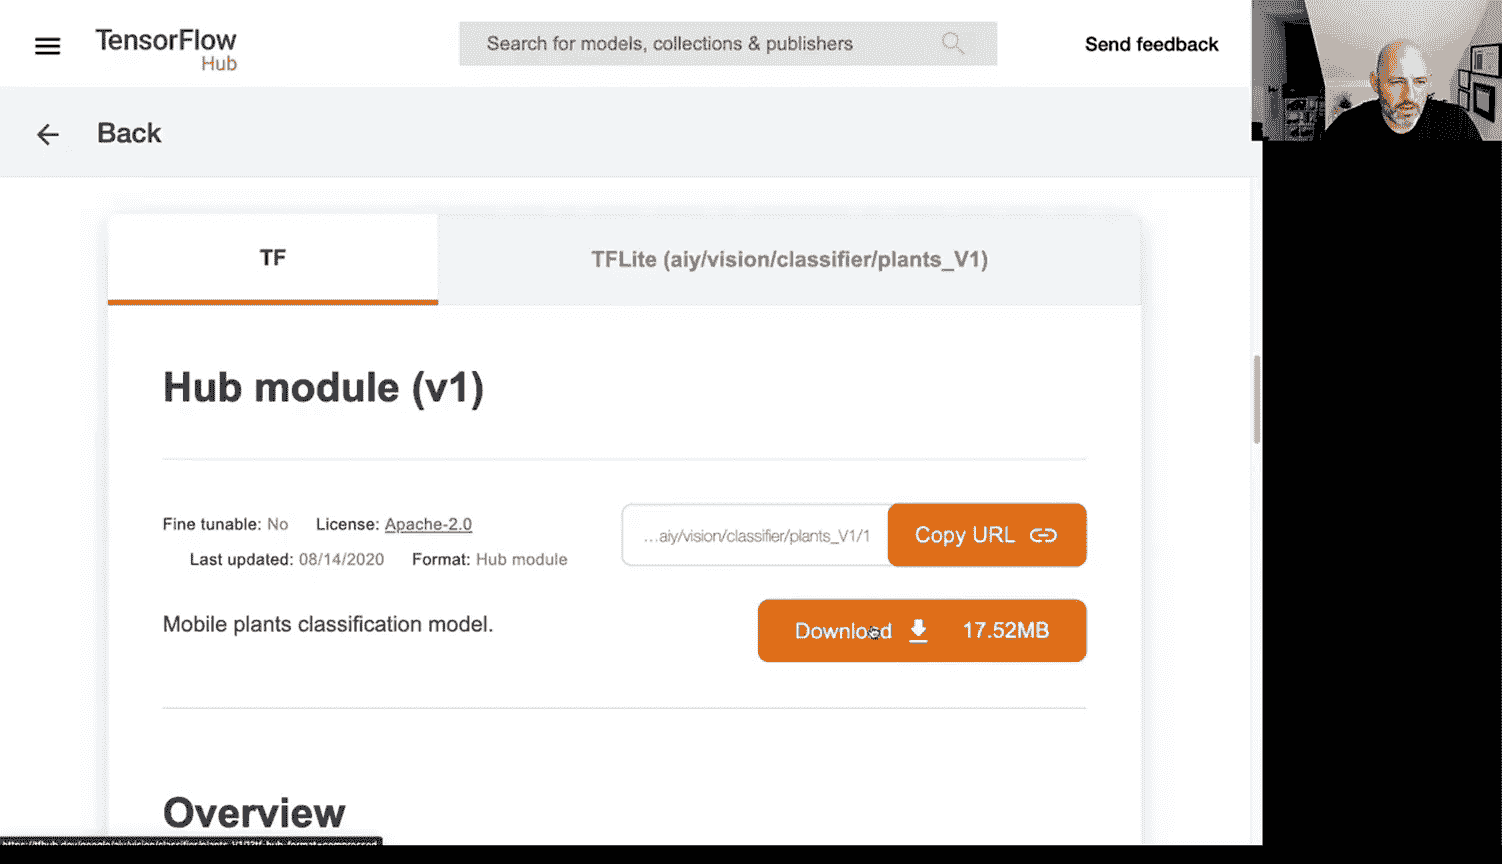 TensorFlow
Hub
Search for models, collections & publishers
Send feedback
Back
TF
TFLite (aiy/vision/classifier/plants_V1)
Hub module (v1)
Fine tunable: No License: Apache-2.0
Last updated: 08/14/2020 Format: Hub module
...aiy/vision/classifier/plants_V1/1
Copy URL
Mobile plants classification model.
Download 17.52MB
Overview